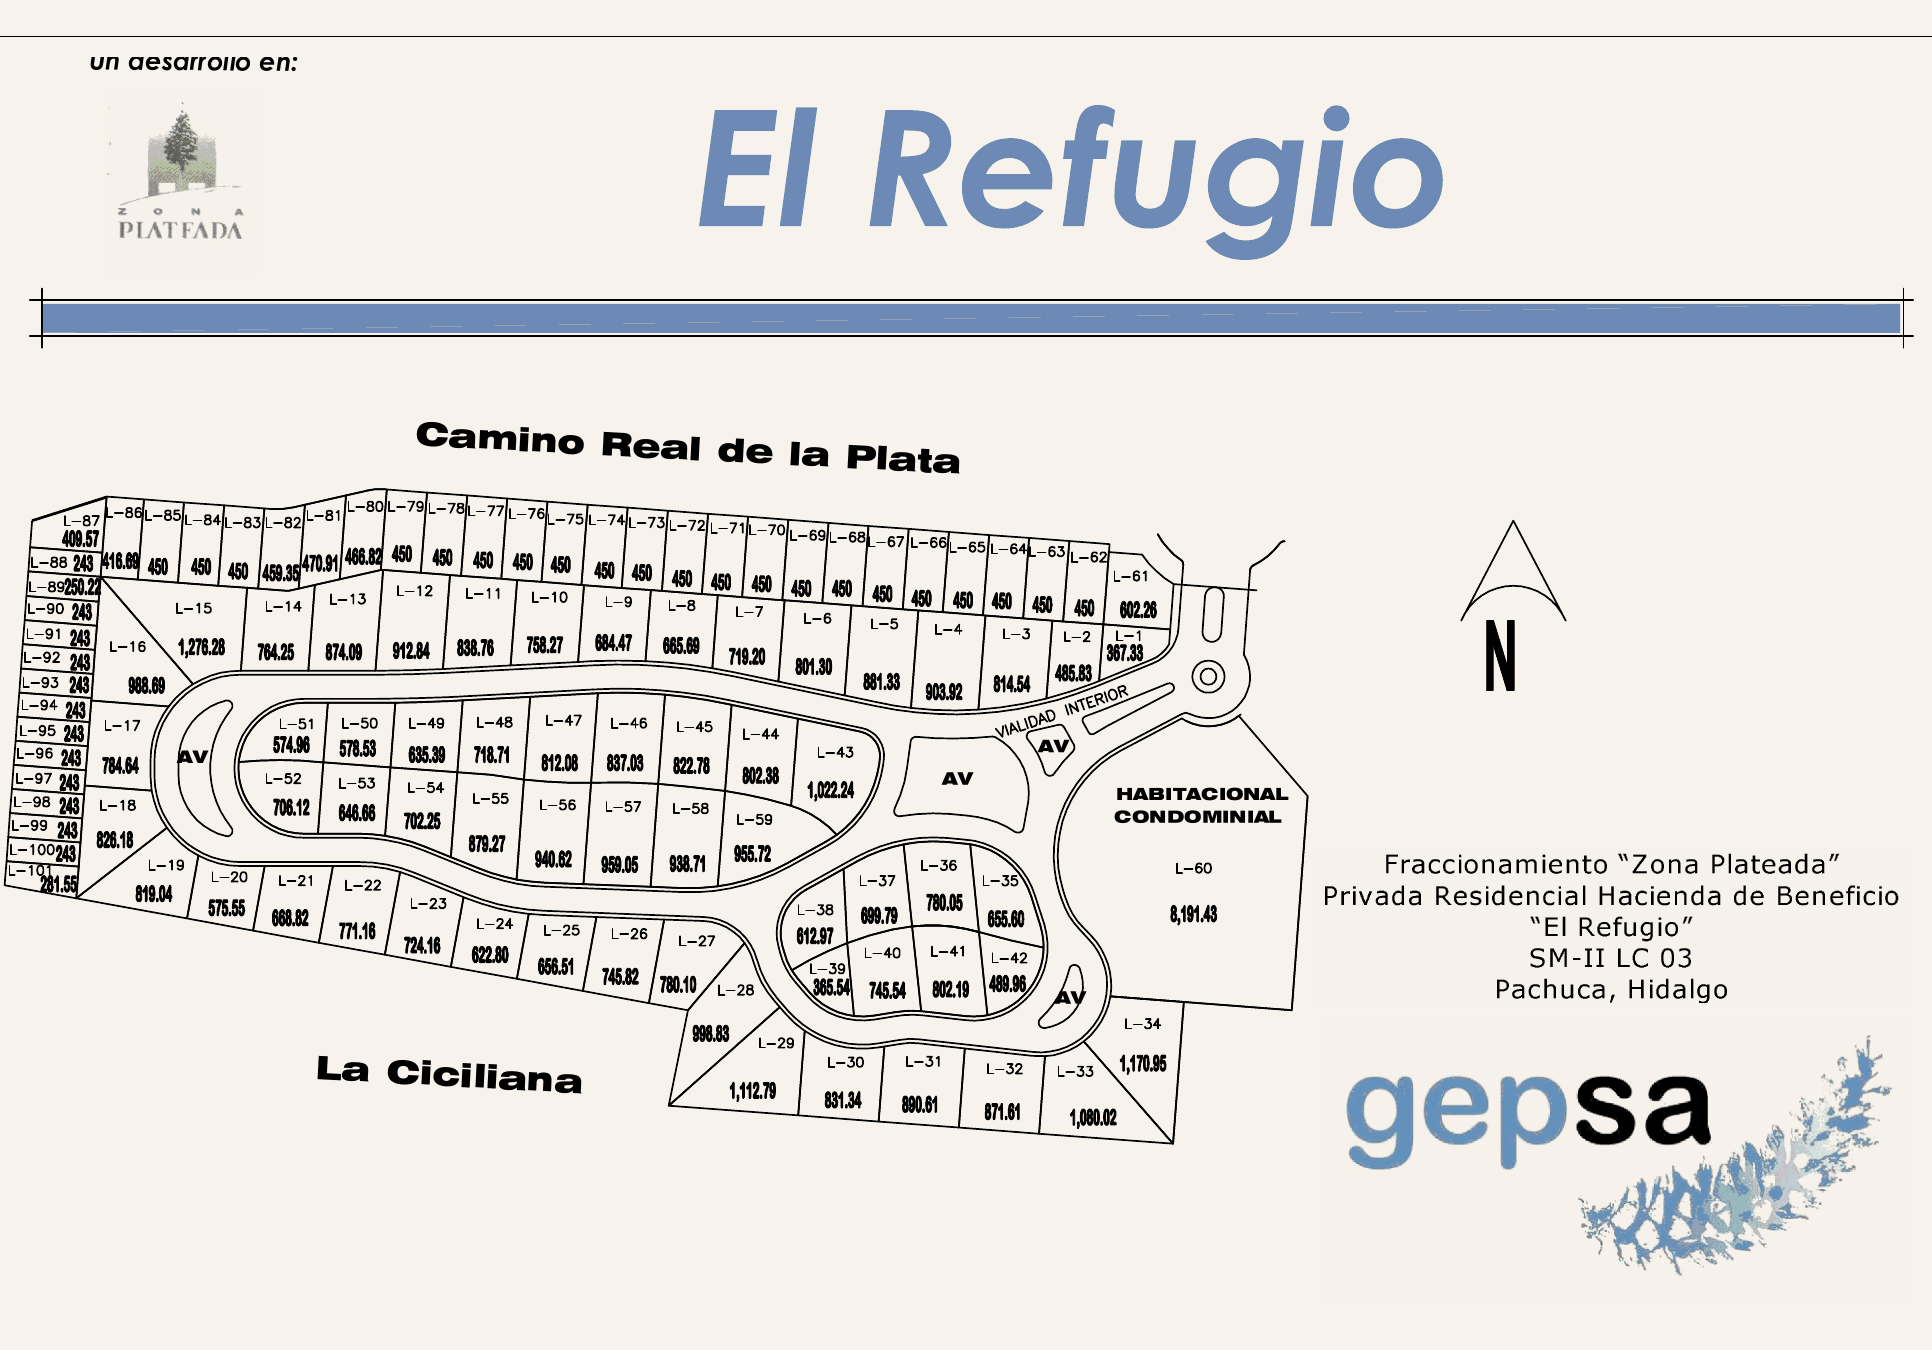 un desarrollo en:
ZONA
PLATEADA
El Refugio
Camino Real de la Plata
L-87 L-86 L-85 L-84 L-83 L-82 L-81 L-80 L-79 L-78 L-77 L-76 L-75 L-74 L-73 L-72 L-71 L-70 L-69 L-68 L-67 L-66 L-65 L-64 L-63 L-62 L-61
409.57 416.69 450 450 450 459.35 470.91 466.82 450 450 450 450 450 450 450 450 450 450 450 450 450 450 450 450 450 450 602.26
L-88 243
L-89 250.22
L-90 243
L-91 243
L-92 243
L-93 243
L-94 243
L-95 243
L-96 243
L-97 243
L-98 243
L-99 243
L-100 243
L-101 281.55
L-16 L-15 L-14 L-13 L-12 L-11 L-10 L-9 L-8 L-7 L-6 L-5 L-4 L-3 L-2 L-1
988.69 1,276.28 764.25 874.09 912.84 838.76 758.27 684.47 665.69 719.20 801.30 881.33 903.92 814.54 485.83 367.33
VIALIDAD INTERIOR
L-17
784.64
L-18
826.18
AV
L-51 L-50 L-49 L-48 L-47 L-46 L-45 L-44 L-43
574.96 578.53 635.39 718.71 812.08 837.03 822.78 802.38 1,022.24
AV
AV
L-52 L-53 L-54 L-55 L-56 L-57 L-58 L-59
706.12 646.66 702.25 879.27 940.62 959.05 938.71 955.72
HABITACIONAL
CONDOMINIAL
L-60
8,191.43
L-19 L-20 L-21 L-22 L-23 L-24 L-25 L-26 L-27
819.04 575.55 668.82 771.16 724.16 622.80 656.51 745.82 780.10
L-38 L-37 L-36 L-35
612.97 699.79 780.05 655.60
L-39 L-40 L-41 L-42
365.54 745.54 802.19 489.96
AV
L-28 L-29 L-30 L-31 L-32 L-33 L-34
998.83 1,112.79 831.34 890.61 871.61 1,080.02 1,170.95
La Ciciliana
N
Fraccionamiento “Zona Plateada”
Privada Residencial Hacienda de Beneficio
“El Refugio”
SM-II LC 03
Pachuca, Hidalgo
gepsa